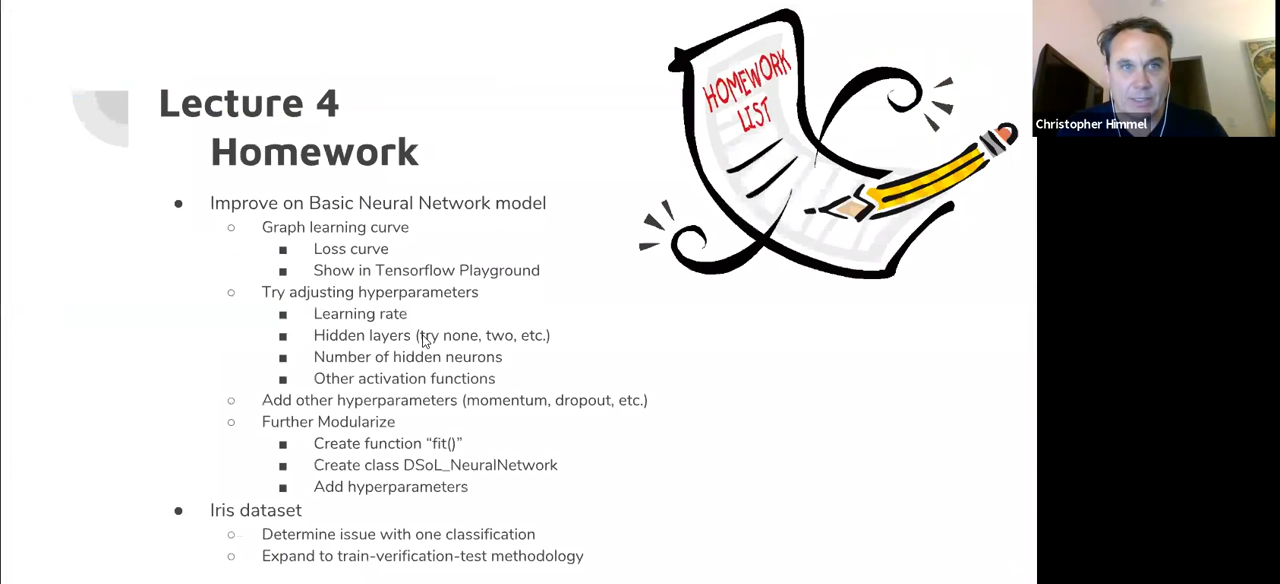 Lecture 4
Homework
HOMEWORK
LIST
Christopher Himmel
Improve on Basic Neural Network model
Graph learning curve
Loss curve
Show in Tensorflow Playground
Try adjusting hyperparameters
Learning rate
Hidden layers (try none, two, etc.)
Number of hidden neurons
Other activation functions
Add other hyperparameters (momentum, dropout, etc.)
Further Modularize
Create function “fit()”
Create class DSoL_NeuralNetwork
Add hyperparameters
Iris dataset
Determine issue with one classification
Expand to train-verification-test methodology